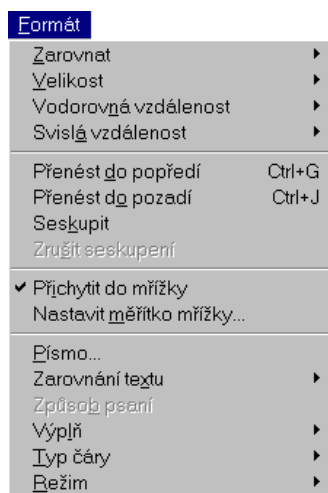 Formát
Zarovnat
Velikost
Vodorovná vzdálenost
Svislá vzdálenost
Přenést do popředí Ctrl+G
Přenést do pozadí Ctrl+J
Seskupit
Zrušit seskupení
Přichytit do mřížky
Nastavit měřítko mřížky...
Písmo...
Zarovnání textu
Způsob psaní
Výplň
Typ čáry
Režim